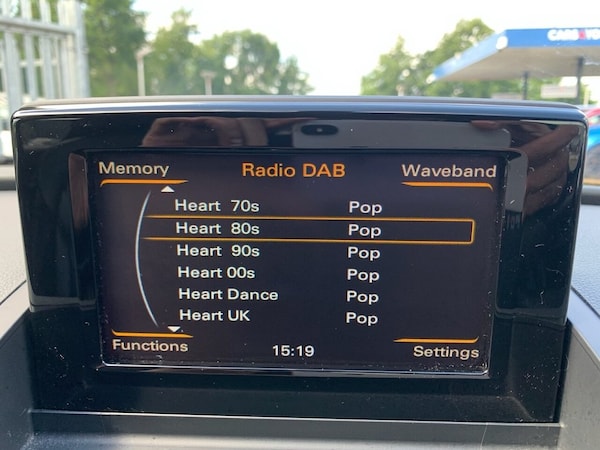 CARS
Memory Radio DAB Waveband
Heart 70s Pop
Heart 80s Pop
Heart 90s Pop
Heart 00s Pop
Heart Dance Pop
Heart UK Pop
Functions 15:19 Settings